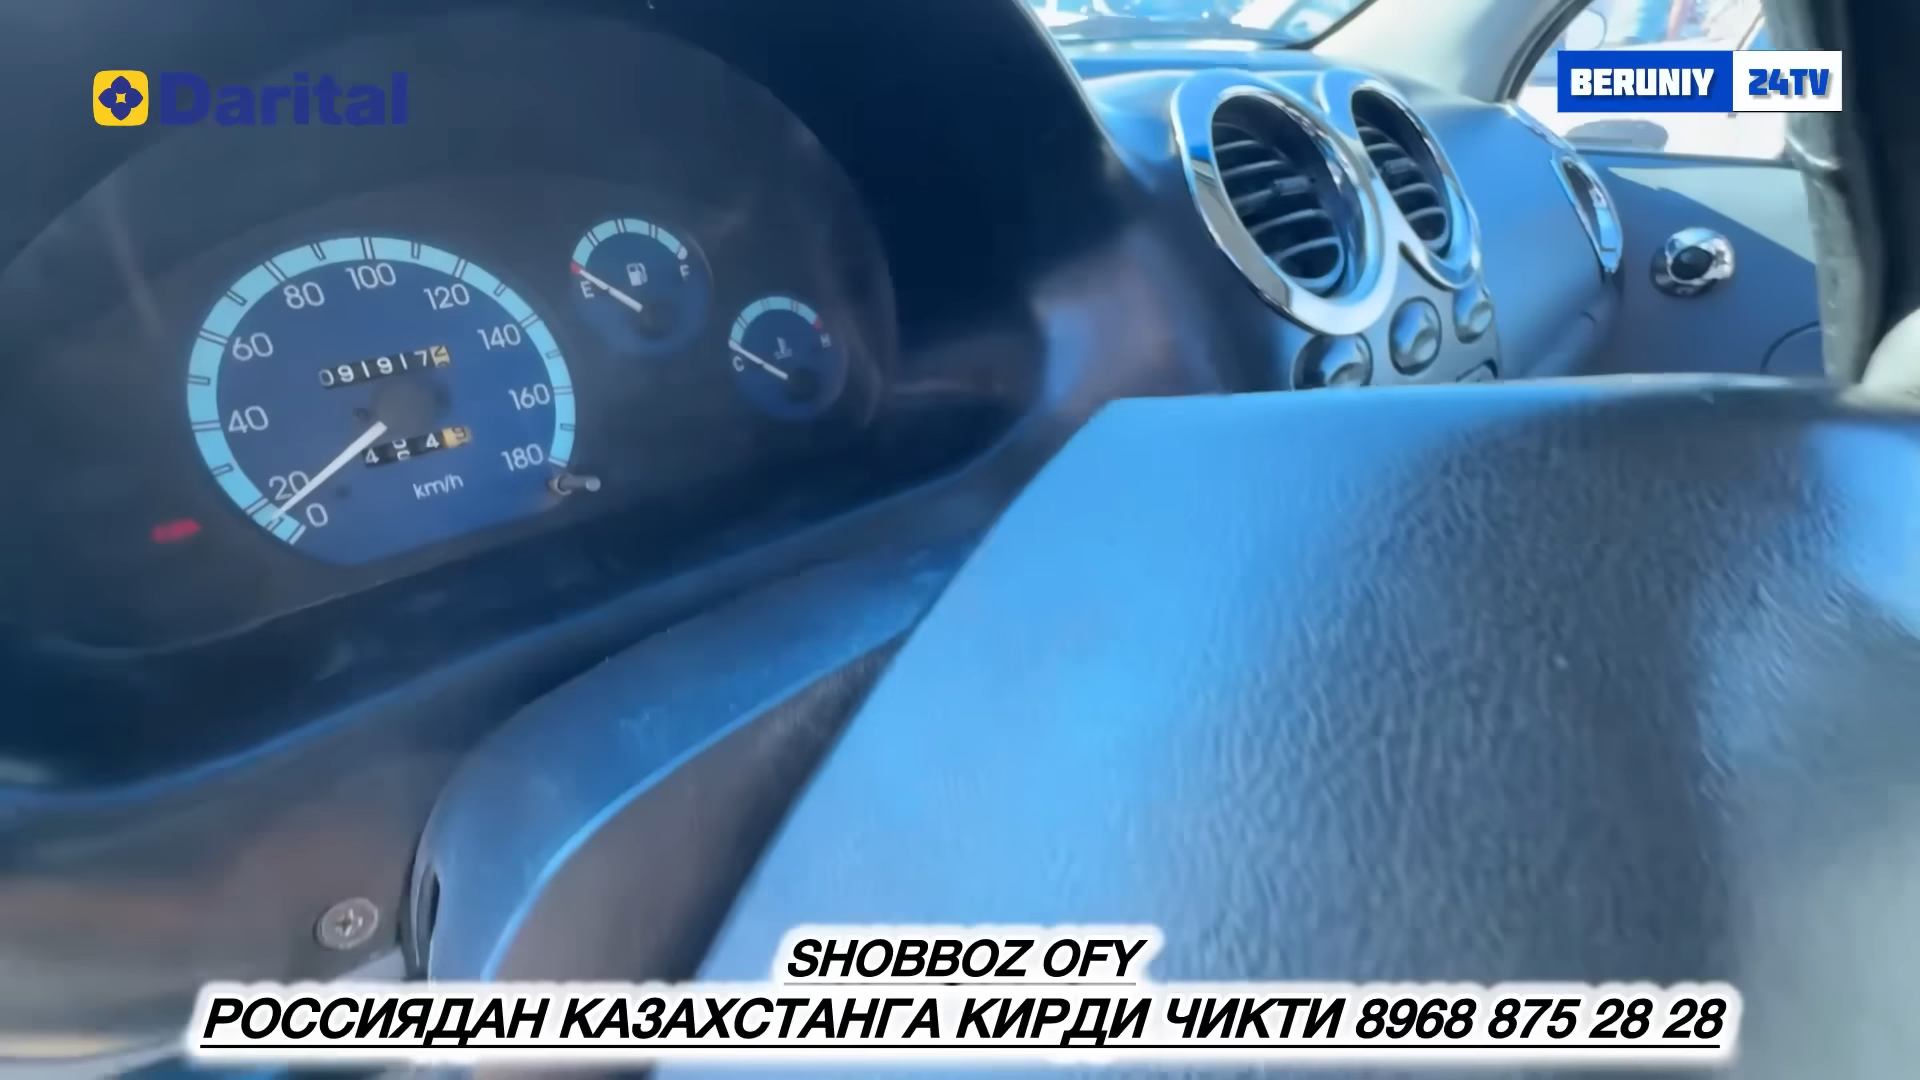 Darital
BERUNIY 24TV
80 100 120
60 140
091917
40 160
20 180
0 km/h
E F
C H
SHOBBOZ OFY
РОССИЯДАН КАЗАХСТАНГА КИРДИ ЧИКТИ 8968 875 28 28